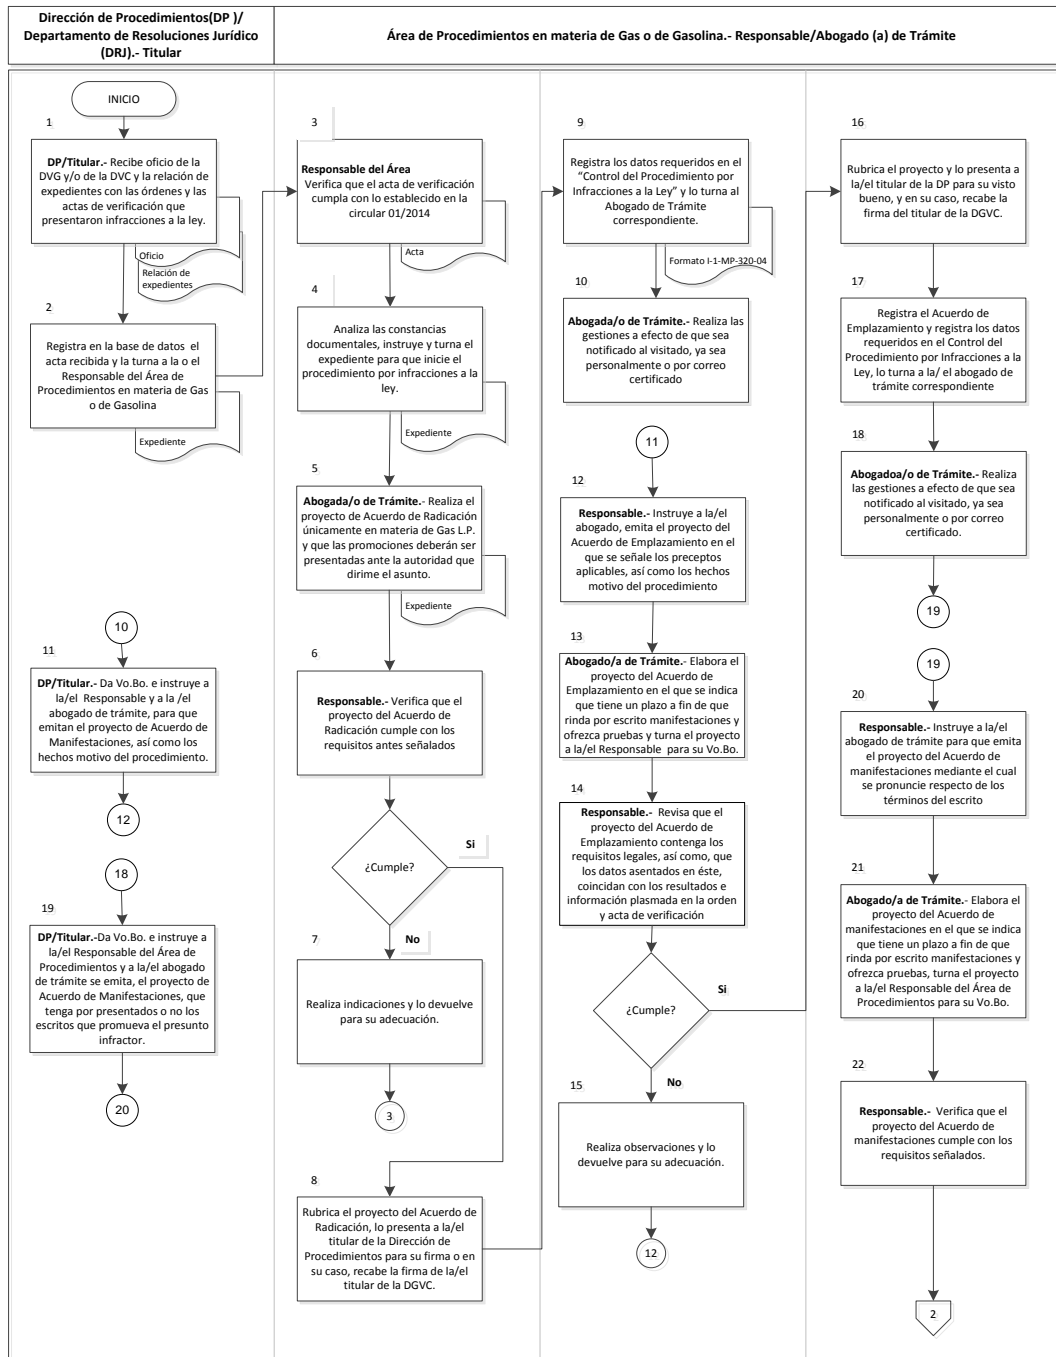 Dirección de Procedimientos(DP )/
Departamento de Resoluciones Jurídico
(DRJ).- Titular
Área de Procedimientos en materia de Gas o de Gasolina.- Responsable/Abogado (a) de Trámite
INICIO
1
DP/Titular.- Recibe oficio de la
DVG y/o de la DVC y la relación de
expedientes con las órdenes y las
actas de verificación que
presentaron infracciones a la ley.
Oficio
Relación de
expedientes
2
Registra en la base de datos el
acta recibida y la turna a la o el
Responsable del Área de
Procedimientos en materia de Gas
o de Gasolina
Expediente
10
11
DP/Titular.- Da Vo.Bo. e instruye a
la/el Responsable y a la /el
abogado de trámite, para que
emitan el proyecto de Acuerdo de
Manifestaciones, así como los
hechos motivo del procedimiento.
12
18
19
DP/Titular.-Da Vo.Bo. e instruye a
la/el Responsable del Área de
Procedimientos y a la/el abogado
de trámite se emita, el proyecto de
Acuerdo de Manifestaciones, que
tenga por presentados o no los
escritos que promueva el presunto
infractor.
20
3
Responsable del Área
Verifica que el acta de verificación
cumpla con lo establecido en la
circular 01/2014
Acta
4
Analiza las constancias
documentales, instruye y turna el
expediente para que inicie el
procedimiento por infracciones a la
ley.
Expediente
5
Abogada/o de Trámite.- Realiza el
proyecto de Acuerdo de Radicación
únicamente en materia de Gas L.P.
y que las promociones deberán ser
presentadas ante la autoridad que
dirime el asunto.
Expediente
6
Responsable.- Verifica que el
proyecto del Acuerdo de
Radicación cumple con los
requisitos antes señalados
¿Cumple?
Si
No
7
Realiza indicaciones y lo devuelve
para su adecuación.
3
8
Rubrica el proyecto del Acuerdo de
Radicación, lo presenta a la/el
titular de la Dirección de
Procedimientos para su firma o en
su caso, recabe la firma de la/el
titular de la DGVC.
9
Registra los datos requeridos en el
“Control del Procedimiento por
Infracciones a la Ley” y lo turna al
Abogado de Trámite
correspondiente.
Formato I-1-MP-320-04
10
Abogada/o de Trámite.- Realiza las
gestiones a efecto de que sea
notificado al visitado, ya sea
personalmente o por correo
certificado
11
12
Responsable.- Instruye a la/el
abogado, emita el proyecto del
Acuerdo de Emplazamiento en el
que se señale los preceptos
aplicables, así como los hechos
motivo del procedimiento
13
Abogado/a de Trámite.- Elabora el
proyecto del Acuerdo de
Emplazamiento en el que se indica
que tiene un plazo a fin de que
rinda por escrito manifestaciones y
ofrezca pruebas y turna el proyecto
a la/el Responsable para su Vo.Bo.
14
Responsable.- Revisa que el
proyecto del Acuerdo de
Emplazamiento contenga los
requisitos legales, así como, que
los datos asentados en éste,
coincidan con los resultados e
información plasmada en la orden
y acta de verificación
¿Cumple?
Si
No
15
Realiza observaciones y lo
devuelve para su adecuación.
12
16
Rubrica el proyecto y lo presenta a
la/el titular de la DP para su visto
bueno, y en su caso, recabe la
firma del titular de la DGVC.
17
Registra el Acuerdo de
Emplazamiento y registra los datos
requeridos en el Control del
Procedimiento por Infracciones a la
Ley, lo turna a la/ el abogado de
trámite correspondiente
18
Abogadoa/o de Trámite.- Realiza
las gestiones a efecto de que sea
notificado al visitado, ya sea
personalmente o por correo
certificado.
19
19
20
Responsable.- Instruye a la/el
abogado de trámite para que emita
el proyecto del Acuerdo de
manifestaciones mediante el cual
se pronuncie respecto de los
términos del escrito
21
Abogado/a de Trámite.- Elabora el
proyecto del Acuerdo de
manifestaciones en el que se indica
que tiene un plazo a fin de que
rinda por escrito manifestaciones y
ofrezca pruebas, turna el proyecto
a la/el Responsable del Área de
Procedimientos para su Vo.Bo.
22
Responsable.- Verifica que el
proyecto del Acuerdo de
manifestaciones cumple con los
requisitos señalados.
2